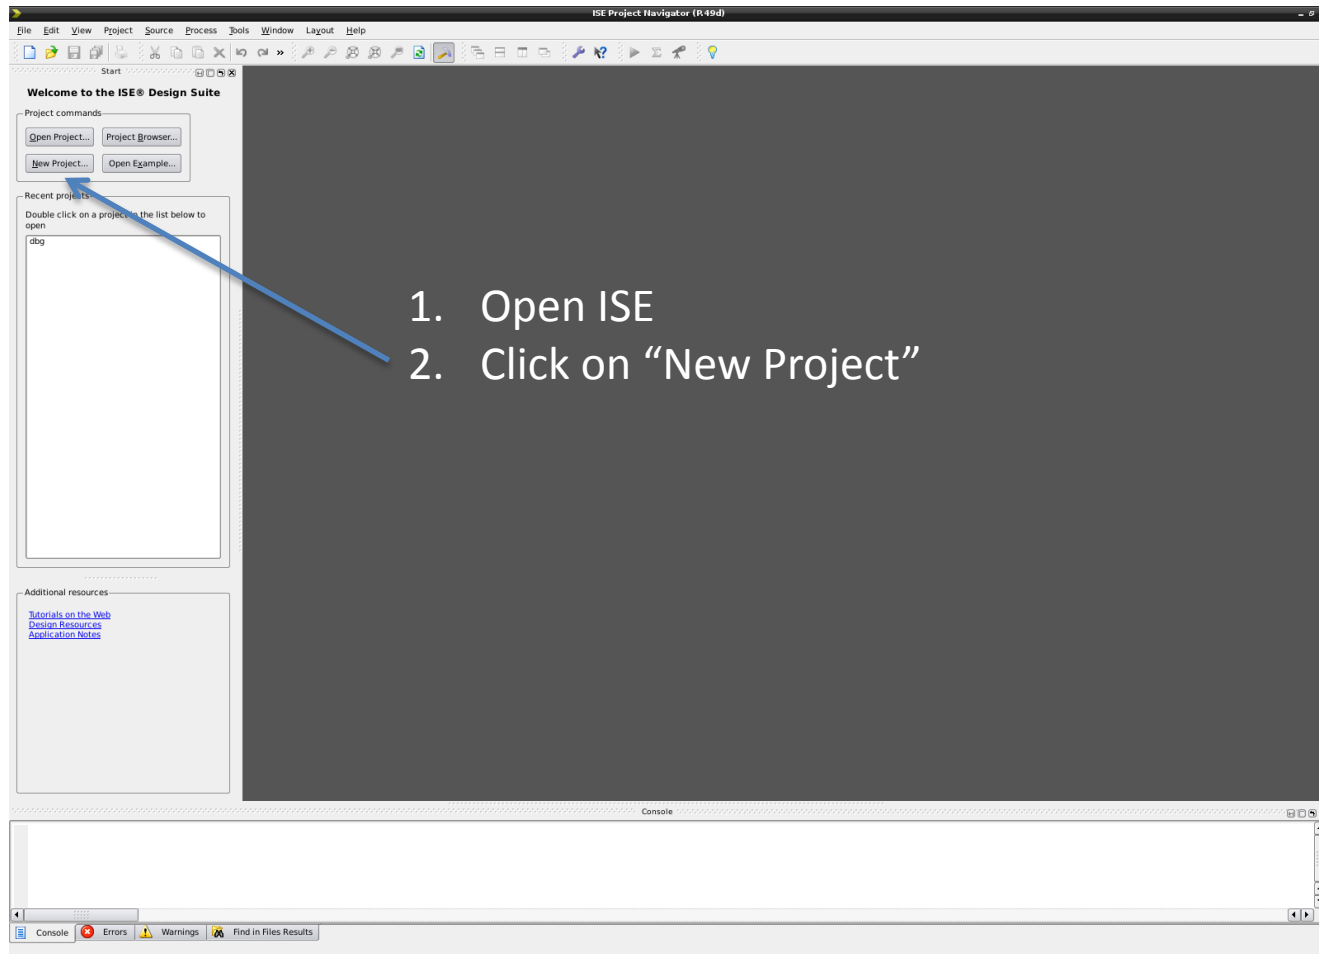 ISE Project Navigator (P.49d)
File Edit View Project Source Process Tools Window Layout Help
Start
Welcome to the ISE® Design Suite
Project commands
Open Project... Project Browser...
New Project... Open Example...
Recent projects
Double click on a project in the list below to
open
dbg
1. Open ISE
2. Click on “New Project”
Additional resources
Tutorials on the Web
Design Resources
Application Notes
Console
Console Errors Warnings Find in Files Results